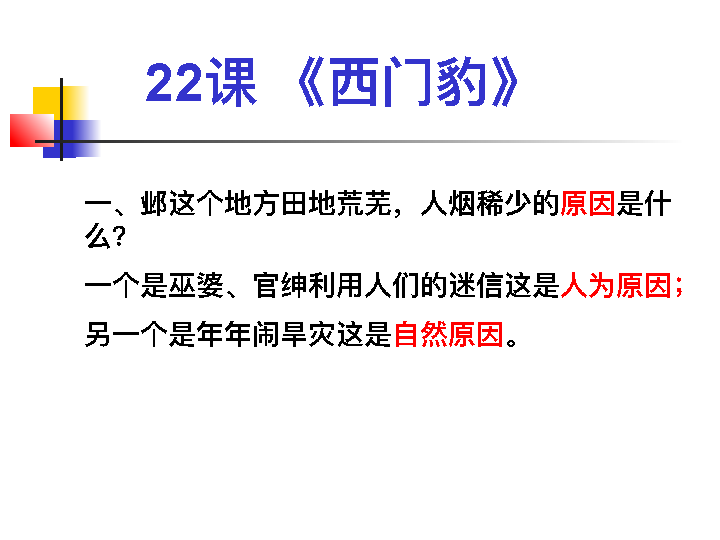 22课 《西门豹》
一、邺这个地方田地荒芜，人烟稀少的原因是什
么？
一个是巫婆、官绅利用人们的迷信这是人为原因；
另一个是年年闹旱灾这是自然原因。